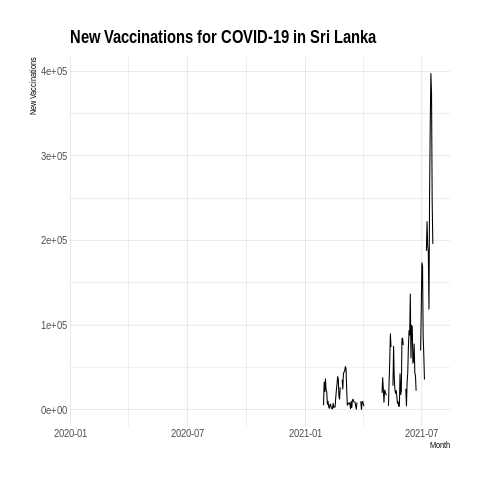 New Vaccinations for COVID-19 in Sri Lanka
New Vaccinations
4e+05
3e+05
2e+05
1e+05
0e+00
2020-01 2020-07 2021-01 2021-07
Month